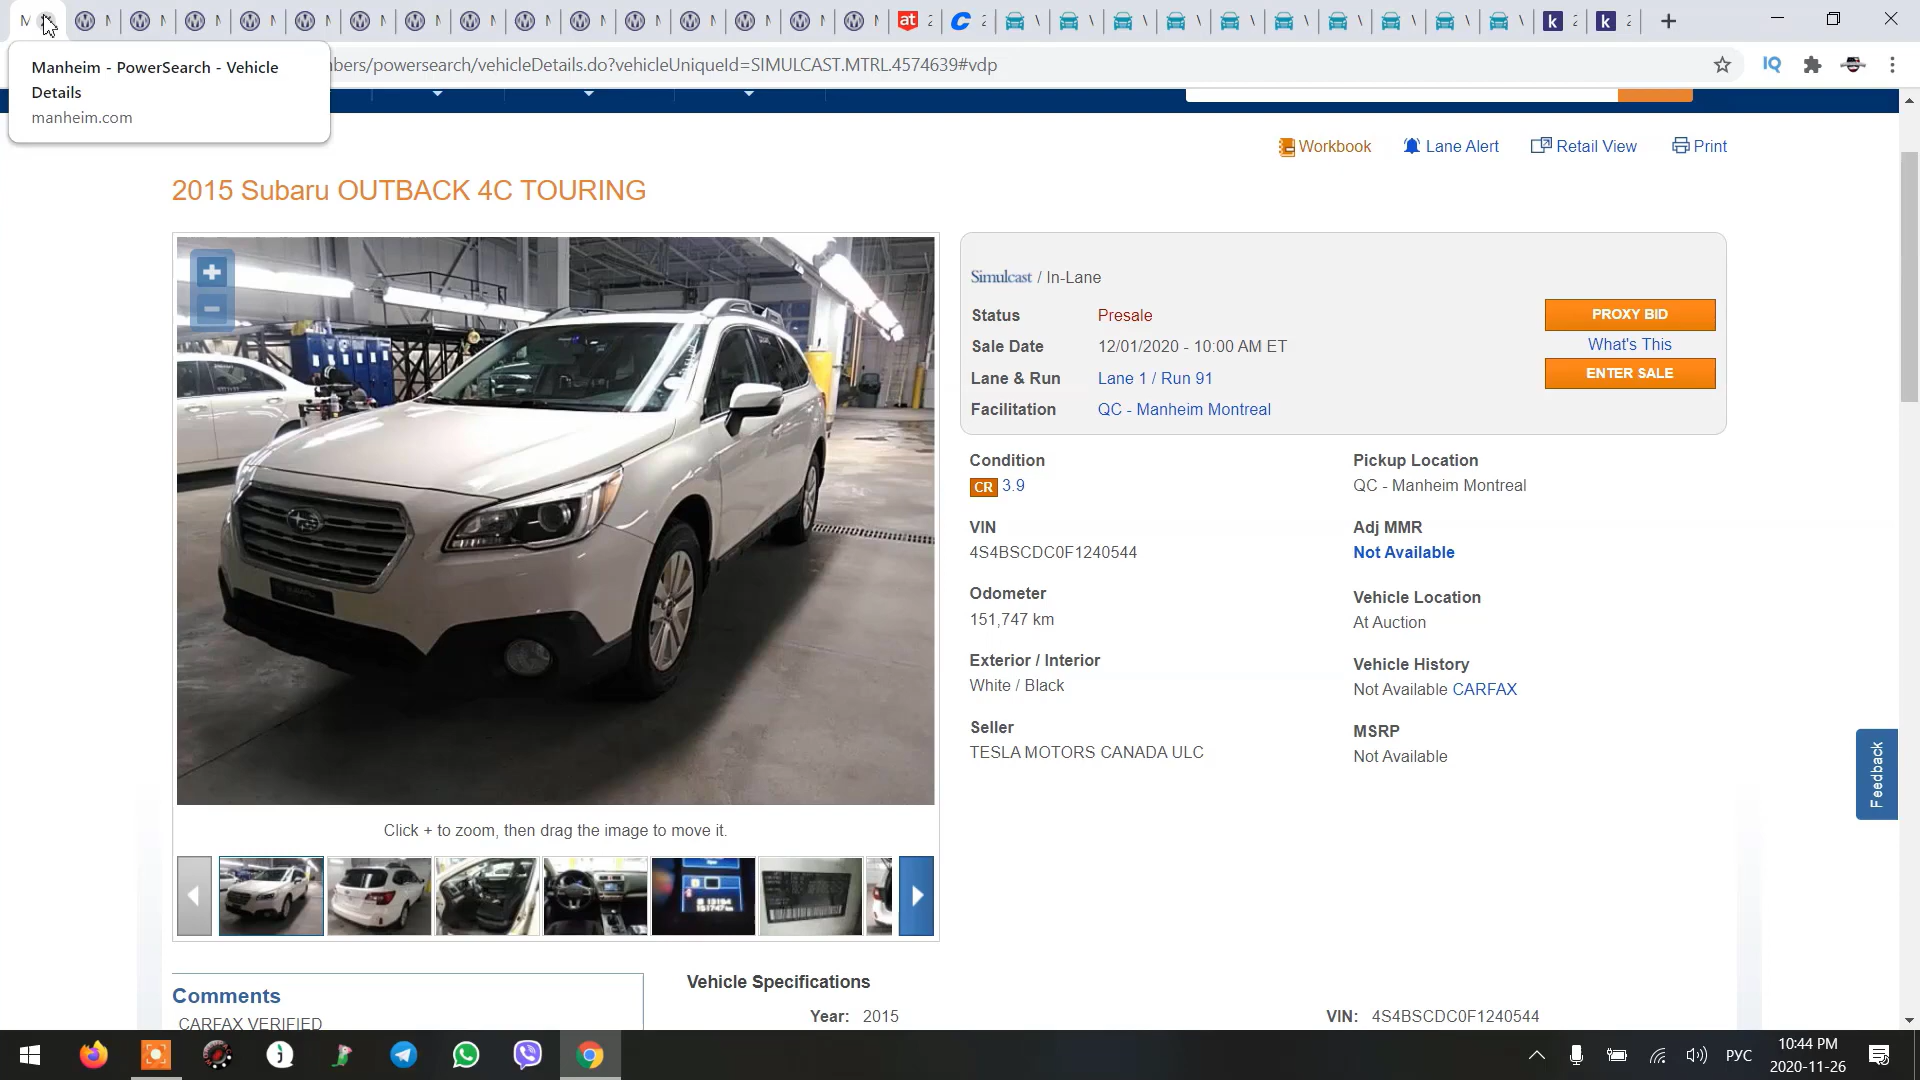 Manheim - PowerSearch - Vehicle
Details
manheim.com
bers/powersearch/vehicleDetails.do?vehicleUniqueId=SIMULCAST.MTRL.4574639#vdp
Workbook
Lane Alert
Retail View
Print
2015 Subaru OUTBACK 4C TOURING
Simulcast / In-Lane
Status Presale
Sale Date 12/01/2020 - 10:00 AM ET
Lane & Run Lane 1 / Run 91
Facilitation QC - Manheim Montreal
PROXY BID
What's This
ENTER SALE
Condition
CR 3.9
VIN
4S4BSCDC0F1240544
Odometer
151,747 km
Exterior / Interior
White / Black
Seller
TESLA MOTORS CANADA ULC
Pickup Location
QC - Manheim Montreal
Adj MMR
Not Available
Vehicle Location
At Auction
Vehicle History
Not Available CARFAX
MSRP
Not Available
Feedback
Click + to zoom, then drag the image to move it.
Comments
CARFAX VERIFIED
Vehicle Specifications
Year: 2015
VIN: 4S4BSCDC0F1240544
РУС
10:44 PM
2020-11-26